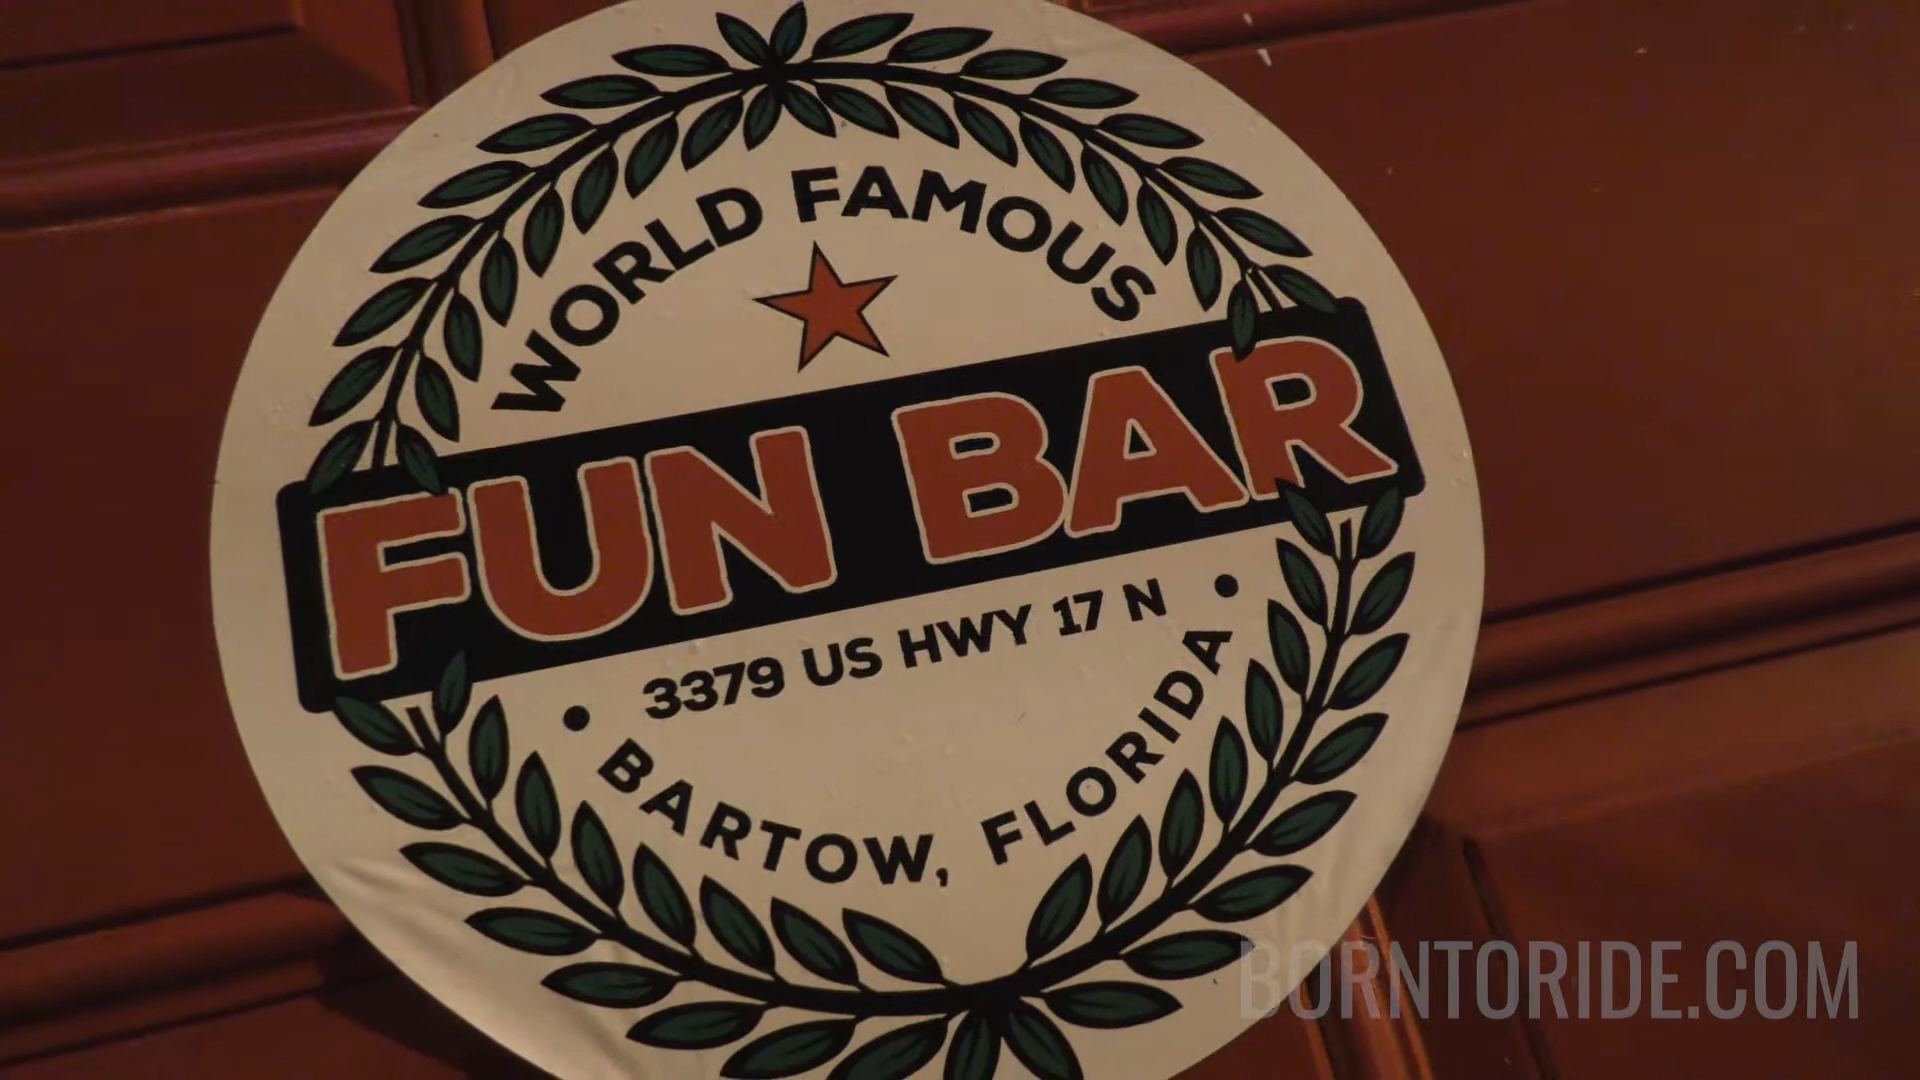 WORLD FAMOUS
FUN BAR
• 3379 US HWY 17 N •
BARTOW, FLORIDA
BORNTORIDE.COM